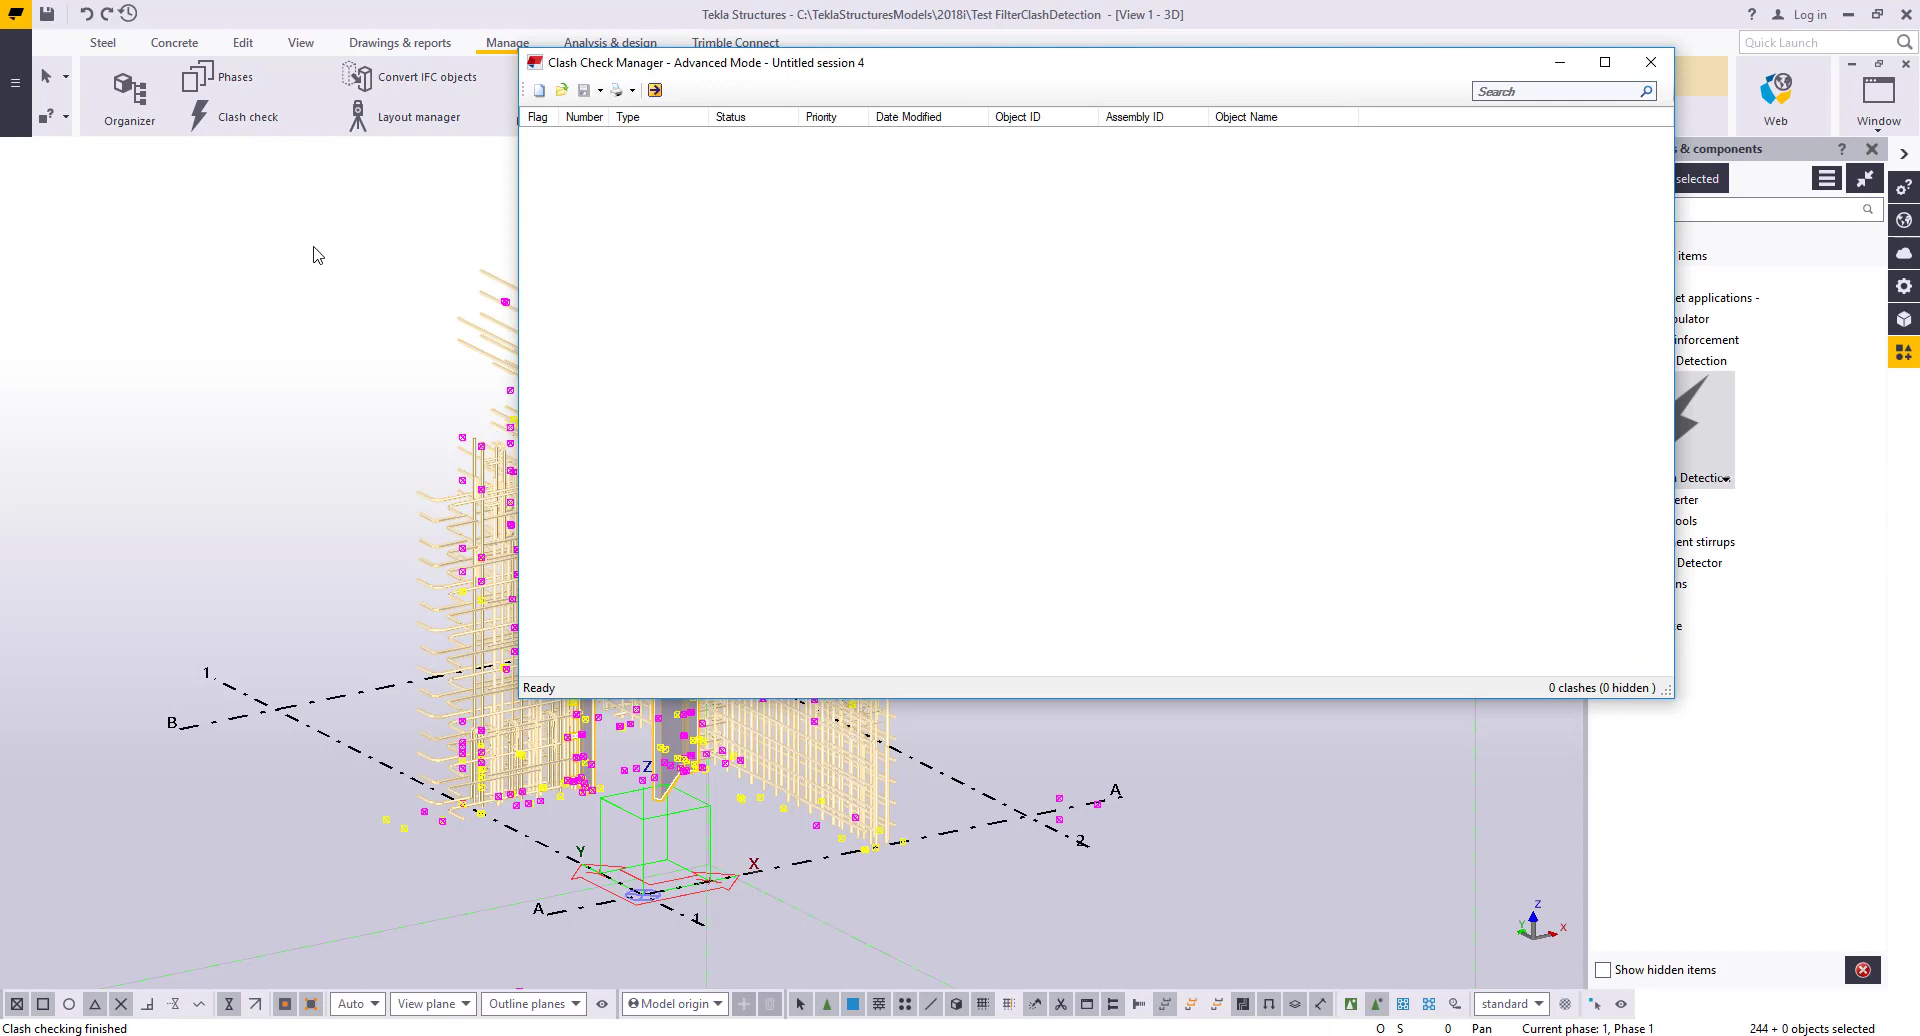 Tekla Structures - C:\TeklaStructuresModels\2018i\Test FilterClashDetection - [View 1 - 3D]
? Log in
Steel Concrete Edit View Drawings & reports Manage Analysis & design Trimble Connect
Quick Launch
Clash Check Manager - Advanced Mode - Untitled session 4
Phases
Convert IFC objects
Organizer
Clash check
Layout manager
Search
Web
Window
Flag Number Type Status Priority Date Modified Object ID Assembly ID Object Name
& components ?
selected
items
et applications -
ulator
inforcement
Detection
Detection
erter
ools
ent stirrups
Detector
ns
e
Ready
0 clashes (0 hidden )
1
B
Z
A
2
Y
X
A
1
Z
Y
X
Show hidden items
Auto
View plane
Outline planes
Model origin
standard
Clash checking finished
O S 0 Pan Current phase: 1, Phase 1 244 + 0 objects selected